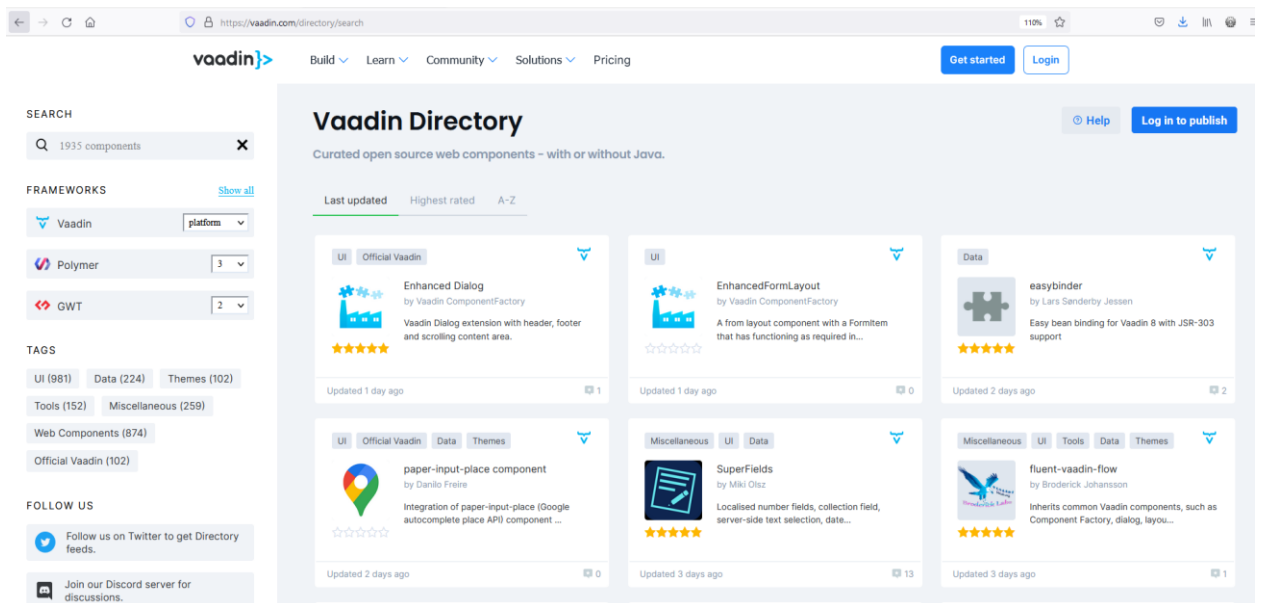 https://vaadin.com/directory/search
110%
vaadin}>
Build
Learn
Community
Solutions
Pricing
Get started
Login
SEARCH
1935 components
FRAMEWORKS
Show all
Vaadin
platform
Polymer
3
GWT
2
TAGS
UI (981)
Data (224)
Themes (102)
Tools (152)
Miscellaneous (259)
Web Components (874)
Official Vaadin (102)
FOLLOW US
Follow us on Twitter to get Directory
feeds.
Join our Discord server for
discussions.
Vaadin Directory
Help
Log in to publish
Curated open source web components – with or without Java.
Last updated
Highest rated
A-Z
UI
Official Vaadin
Enhanced Dialog
by Vaadin ComponentFactory
Vaadin Dialog extension with header, footer
and scrolling content area.
Updated 1 day ago
1
UI
EnhancedFormLayout
by Vaadin ComponentFactory
A from layout component with a FormItem
that has functioning as required in...
Updated 1 day ago
0
Data
easybinder
by Lars Sønderby Jessen
Easy bean binding for Vaadin 8 with JSR-303
support
Updated 2 days ago
2
UI
Official Vaadin
Data
Themes
paper-input-place component
by Danilo Freire
Integration of paper-input-place (Google
autocomplete place API) component ...
Updated 2 days ago
0
Miscellaneous
UI
Data
SuperFields
by Miki Olsz
Localised number fields, collection field,
server-side text selection, date...
Updated 3 days ago
13
Miscellaneous
UI
Tools
Data
Themes
fluent-vaadin-flow
by Broderick Johansson
Inherits common Vaadin components, such as
Component Factory, dialog, layou...
Broderick Labs
Updated 3 days ago
1